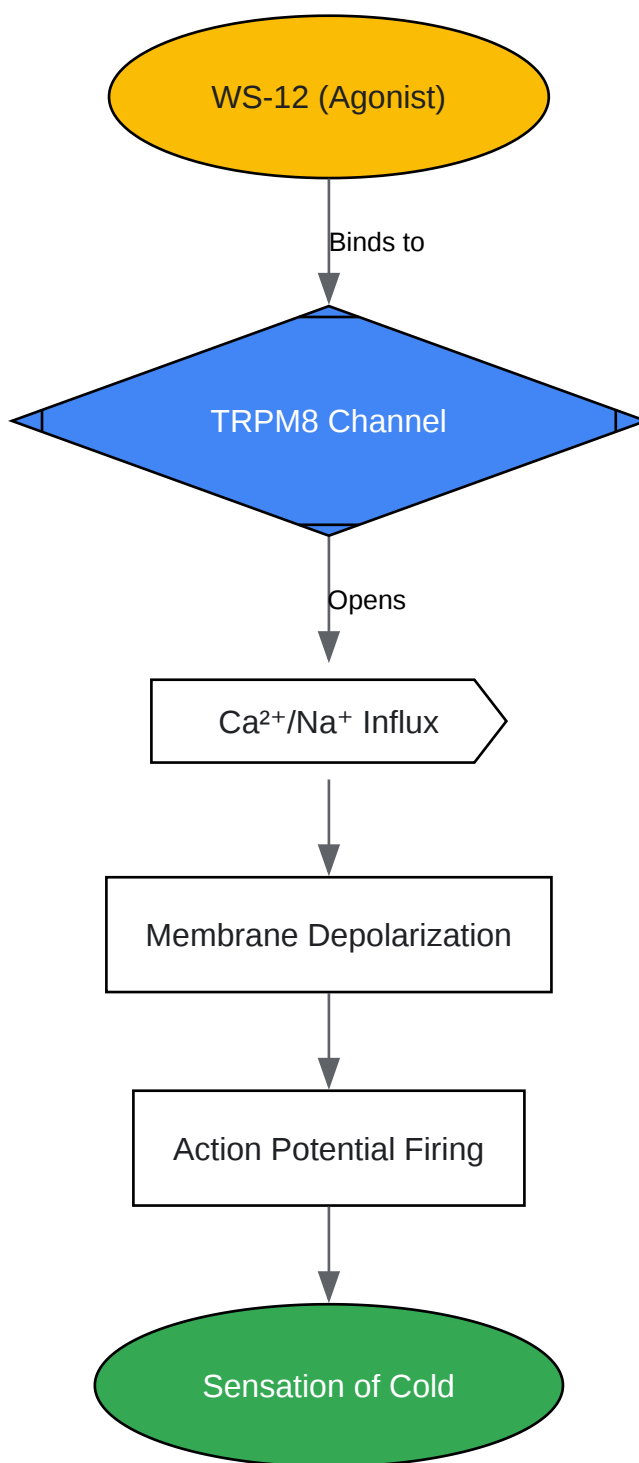 WS-12 (Agonist)
Binds to
TRPM8 Channel
Opens
Ca²⁺/Na⁺ Influx
Membrane Depolarization
Action Potential Firing
Sensation of Cold